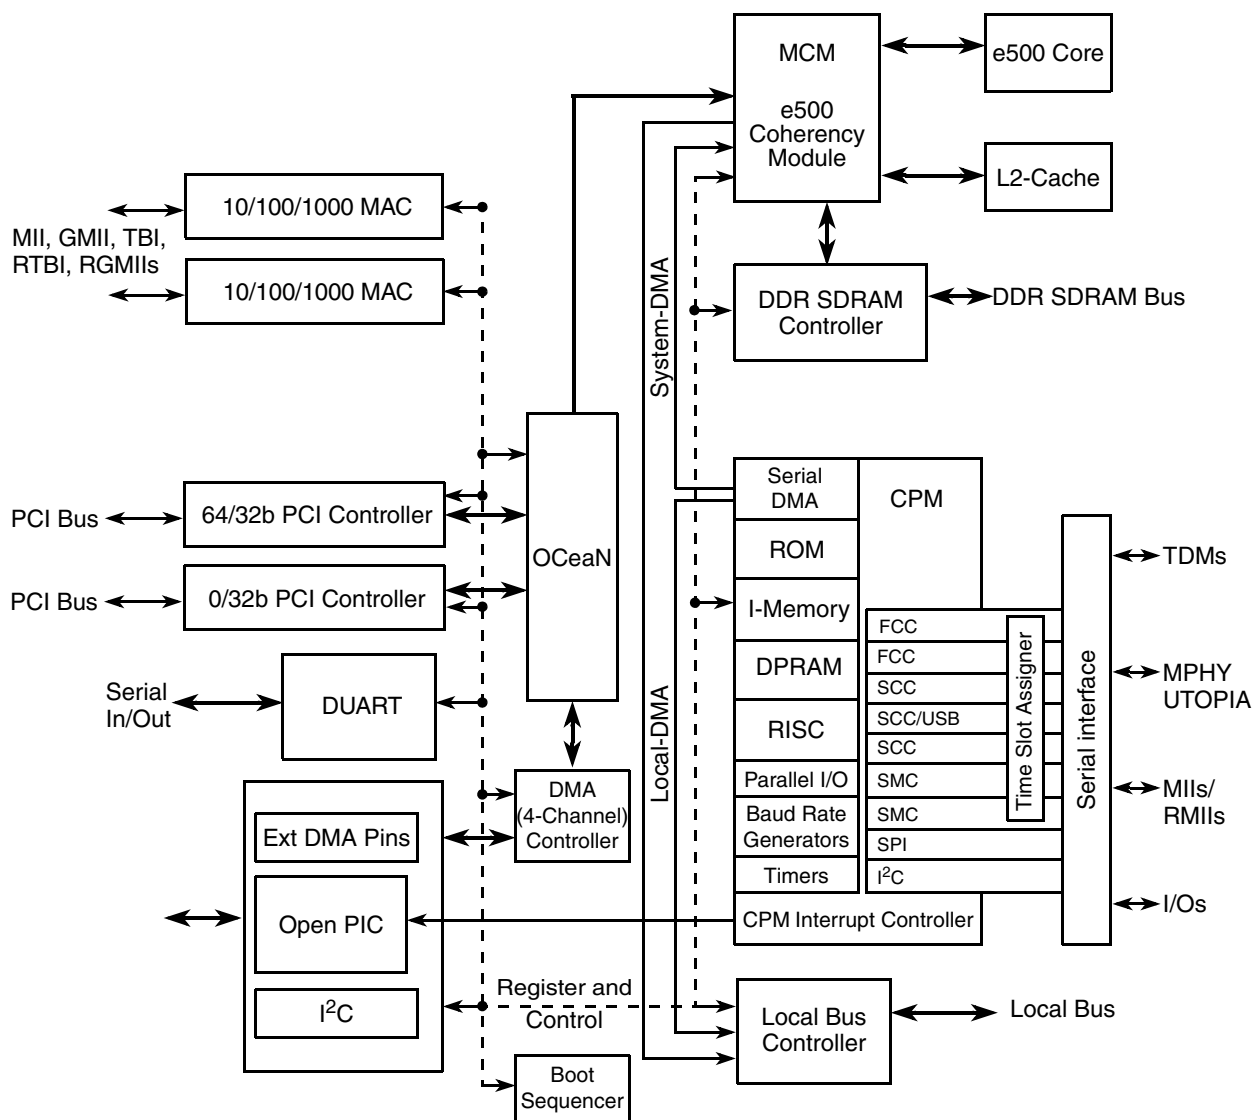 MCM
e500
Coherency
Module
e500 Core
L2-Cache
10/100/1000 MAC
MII, GMII, TBI,
RTBI, RGMIIs
10/100/1000 MAC
System-DMA
DDR SDRAM
Controller
DDR SDRAM Bus
OCeaN
PCI Bus
64/32b PCI Controller
PCI Bus
0/32b PCI Controller
Serial
In/Out
DUART
DMA
(4-Channel)
Controller
Ext DMA Pins
Open PIC
I²C
Local-DMA
Serial
DMA
CPM
ROM
I-Memory
DPRAM
RISC
Parallel I/O
Baud Rate
Generators
Timers
CPM Interrupt Controller
FCC
FCC
SCC
SCC/USB
SCC
SMC
SMC
SPI
I²C
Time Slot Assigner
Serial interface
TDMs
MPHY
UTOPIA
MIIs/
RMIIs
I/Os
Register and
Control
Local Bus
Controller
Local Bus
Boot
Sequencer